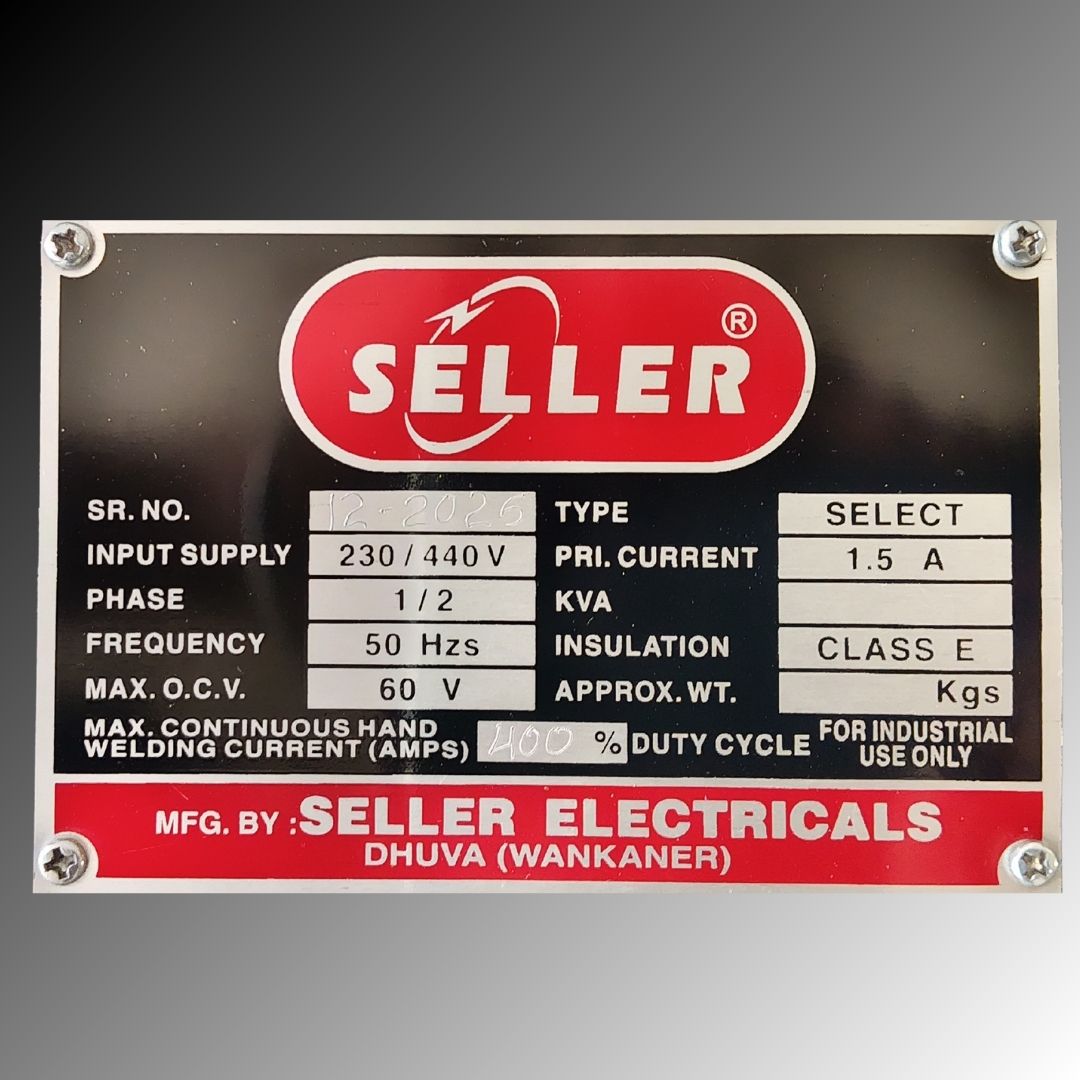 SELLER ®
SR. NO. 12-2025 TYPE SELECT
INPUT SUPPLY 230 / 440 V PRI. CURRENT 1.5 A
PHASE 1 / 2 KVA
FREQUENCY 50 Hzs INSULATION CLASS E
MAX. O.C.V. 60 V APPROX. WT. Kgs
MAX. CONTINUOUS HAND
WELDING CURRENT (AMPS) 400 % DUTY CYCLE FOR INDUSTRIAL
USE ONLY
MFG. BY : SELLER ELECTRICALS
DHUVA (WANKANER)